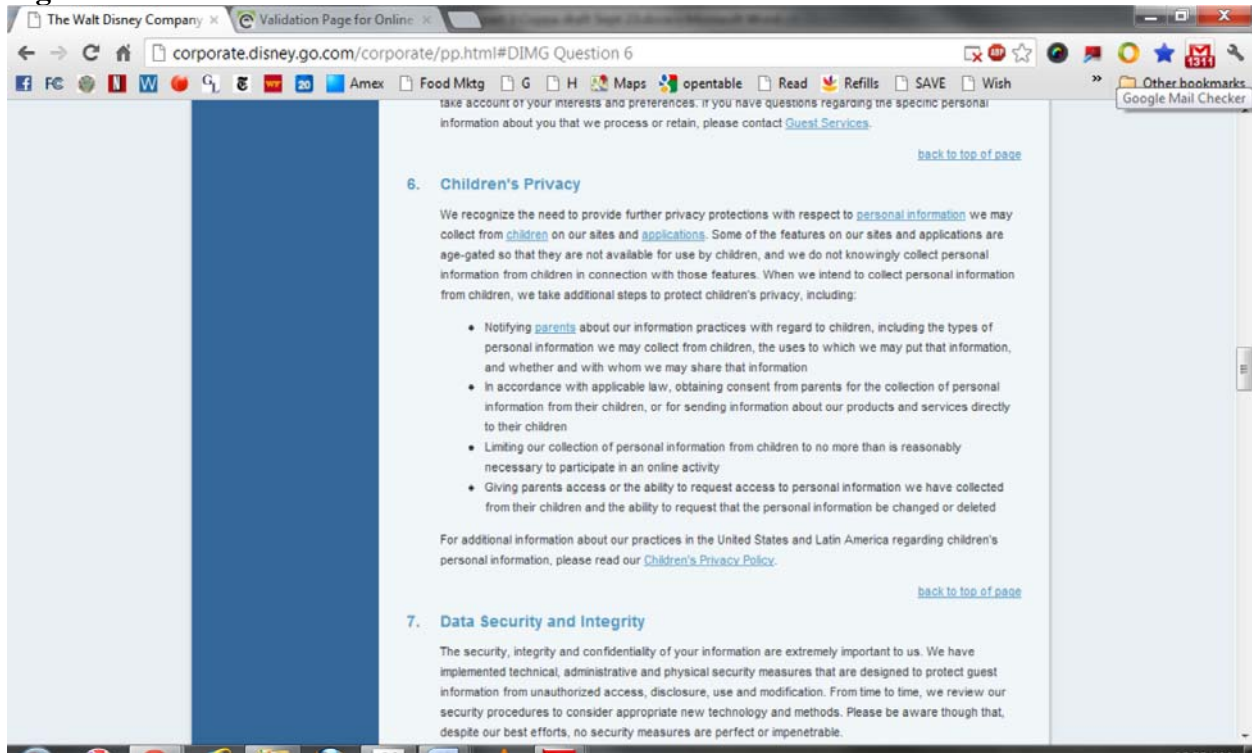 The Walt Disney Company
Validation Page for Online
corporate.disney.go.com/corporate/pp.html#DIMG Question 6
ABP
1311
FC
N
W
G
20
Amex
Food Mktg
G
H
Maps
opentable
Read
Refills
SAVE
Wish
»
Other bookmarks
Google Mail Checker
take account of your interests and preferences. If you have questions regarding the specific personal
information about you that we process or retain, please contact Guest Services.
back to top of page
6. Children's Privacy
We recognize the need to provide further privacy protections with respect to personal information we may
collect from children on our sites and applications. Some of the features on our sites and applications are
age-gated so that they are not available for use by children, and we do not knowingly collect personal
information from children in connection with those features. When we intend to collect personal information
from children, we take additional steps to protect children's privacy, including:
• Notifying parents about our information practices with regard to children, including the types of
personal information we may collect from children, the uses to which we may put that information,
and whether and with whom we may share that information
• In accordance with applicable law, obtaining consent from parents for the collection of personal
information from their children, or for sending information about our products and services directly
to their children
• Limiting our collection of personal information from children to no more than is reasonably
necessary to participate in an online activity
• Giving parents access or the ability to request access to personal information we have collected
from their children and the ability to request that the personal information be changed or deleted
For additional information about our practices in the United States and Latin America regarding children's
personal information, please read our Children's Privacy Policy.
back to top of page
7. Data Security and Integrity
The security, integrity and confidentiality of your information are extremely important to us. We have
implemented technical, administrative and physical security measures that are designed to protect guest
information from unauthorized access, disclosure, use and modification. From time to time, we review our
security procedures to consider appropriate new technology and methods. Please be aware though that,
despite our best efforts, no security measures are perfect or impenetrable.